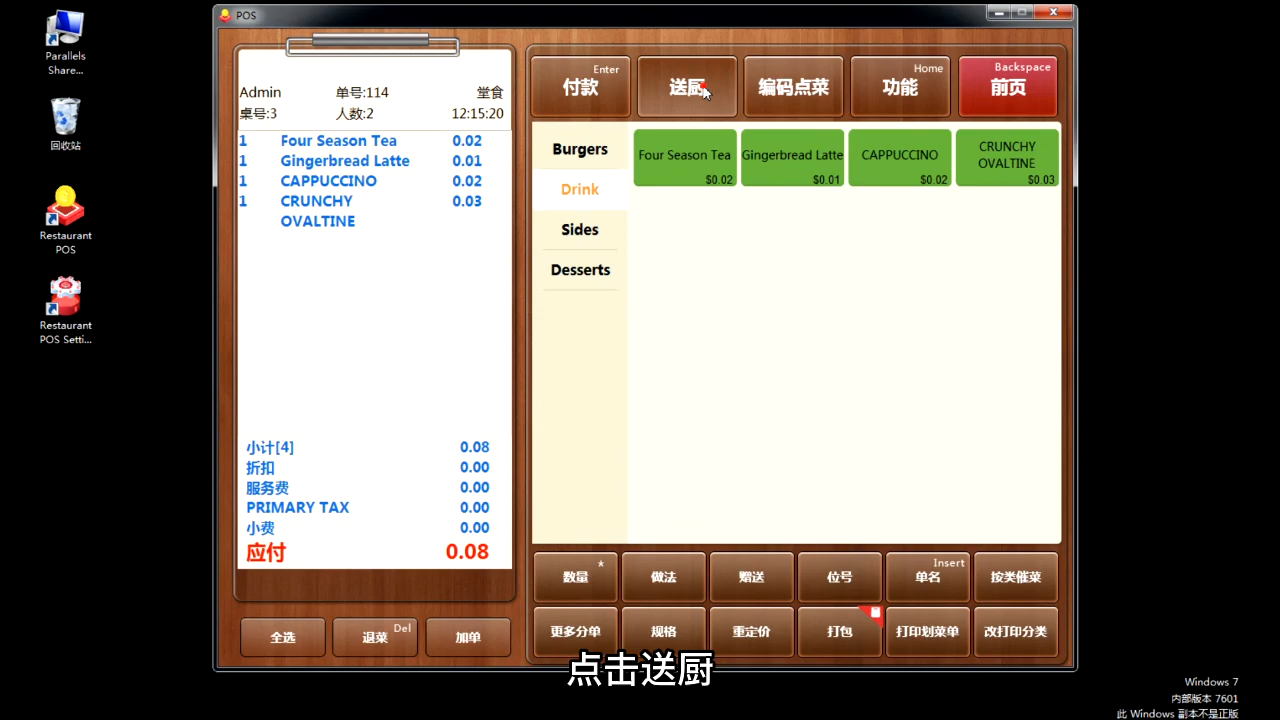 Parallels
Share...
回收站
Restaurant
POS
Restaurant
POS Setti...
POS
Admin 单号:114 堂食
桌号:3 人数:2 12:15:20
1 Four Season Tea 0.02
1 Gingerbread Latte 0.01
1 CAPPUCCINO 0.02
1 CRUNCHY 0.03
OVALTINE
小计[4] 0.08
折扣 0.00
服务费 0.00
PRIMARY TAX 0.00
小费 0.00
应付 0.08
全选
退菜 Del
加单
Enter
付款
送厨
编码点菜
Home
功能
Backspace
前页
Burgers
Drink
Sides
Desserts
Four Season Tea
$0.02
Gingerbread Latte
$0.01
CAPPUCCINO
$0.02
CRUNCHY
OVALTINE
$0.03
数量 *
做法
赠送
位号
Insert
单名
按类催菜
更多分单
规格
重定价
打包
打印划菜单
改打印分类
点击送厨
Windows 7
内部版本 7601
此 Windows 副本不是正版